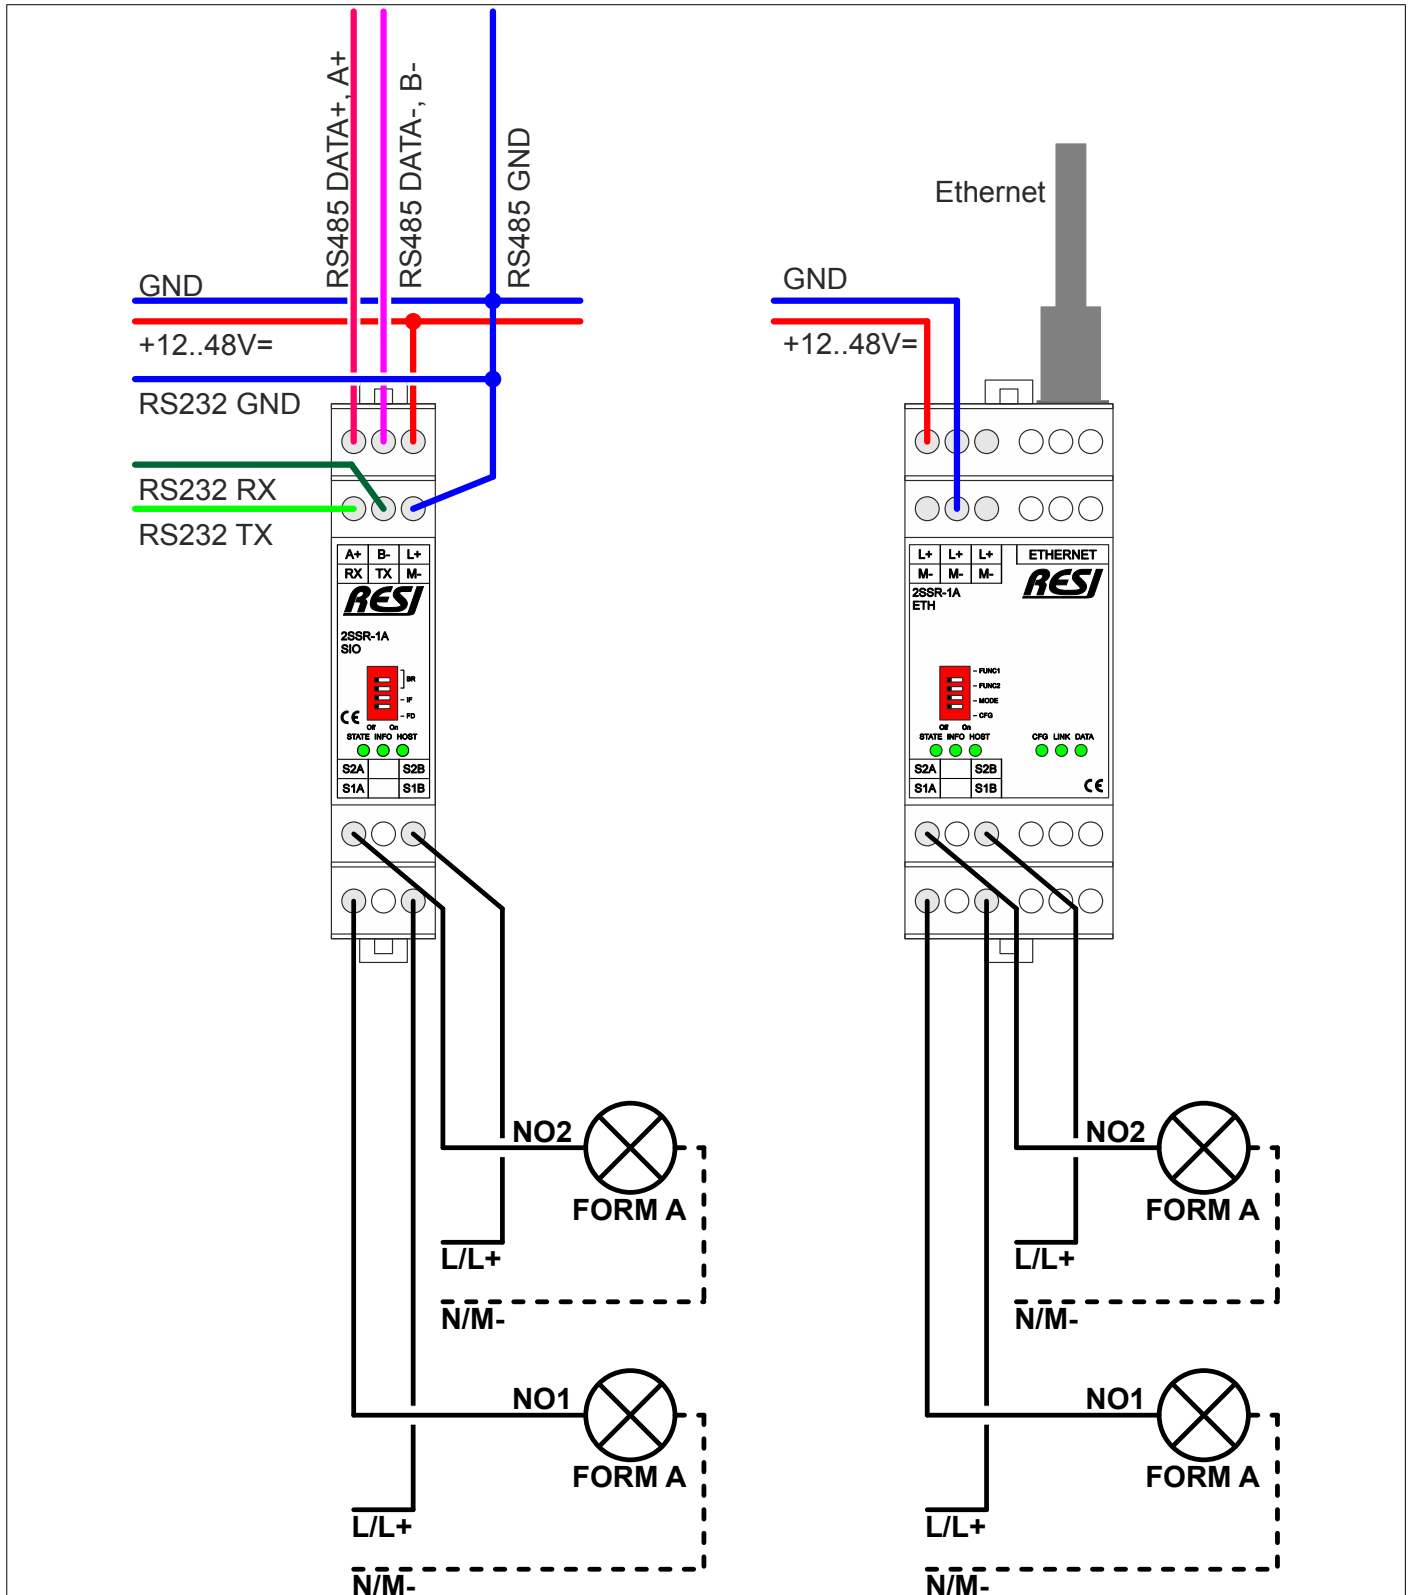 RS485 DATA+, A+
RS485 DATA-, B-
RS485 GND
GND
+12..48V=
RS232 GND
RS232 RX
RS232 TX
A+ B- L+
RX TX M-
RESI
2SSR-1A
SIO
BR
IF
FD
CE
Off On
STATE INFO HOST
S2A S2B
S1A S1B
NO2
FORM A
L/L+
N/M-
NO1
FORM A
L/L+
N/M-
Ethernet
GND
+12..48V=
L+ L+ L+ ETHERNET
M- M- M-
RESI
2SSR-1A
ETH
FUNC1
FUNC2
MODE
CFG
Off On
STATE INFO HOST CFG LINK DATA
S2A S2B
S1A S1B CE
NO2
FORM A
L/L+
N/M-
NO1
FORM A
L/L+
N/M-